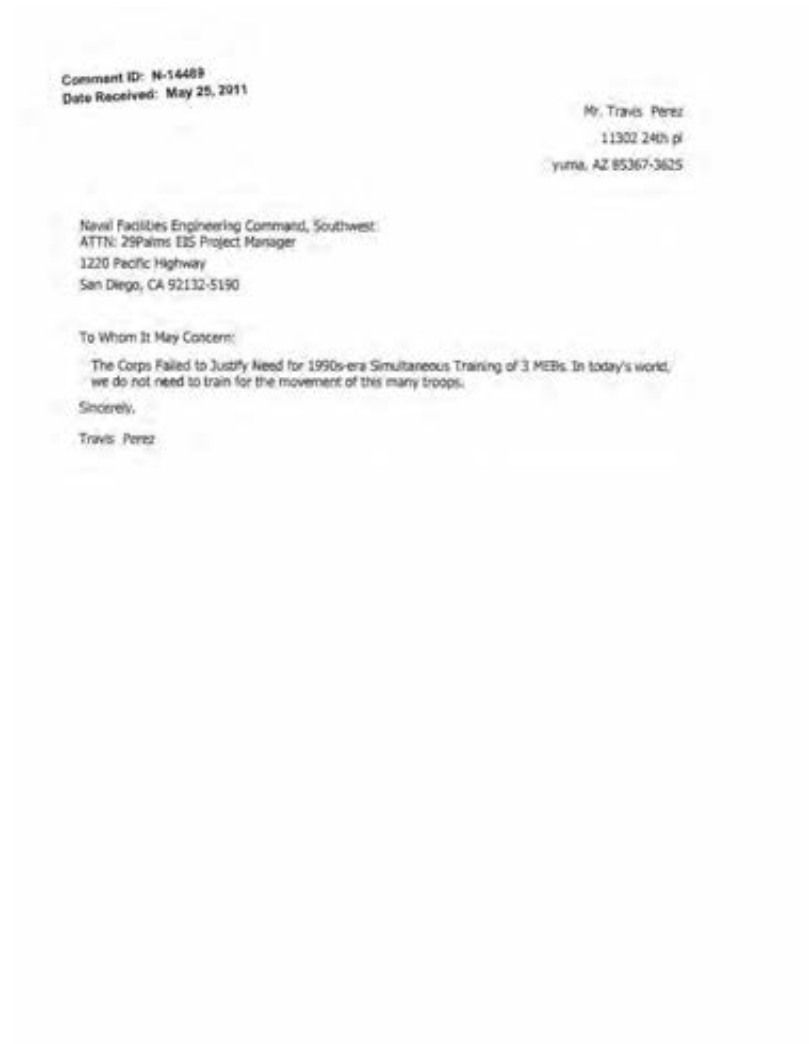 Comment ID: N-14489
Date Received: May 25, 2011
Mr. Travis Perez
11302 24th pl
yuma, AZ 85367-3625
Naval Facilities Engineering Command, Southwest
ATTN: 29Palms EIS Project Manager
1220 Pacific Highway
San Diego, CA 92132-5190
To Whom It May Concern:
The Corps Failed to Justify Need for 1990s-era Simultaneous Training of 3 MEBs. In today's world,
we do not need to train for the movement of this many troops.
Sincerely,
Travis Perez